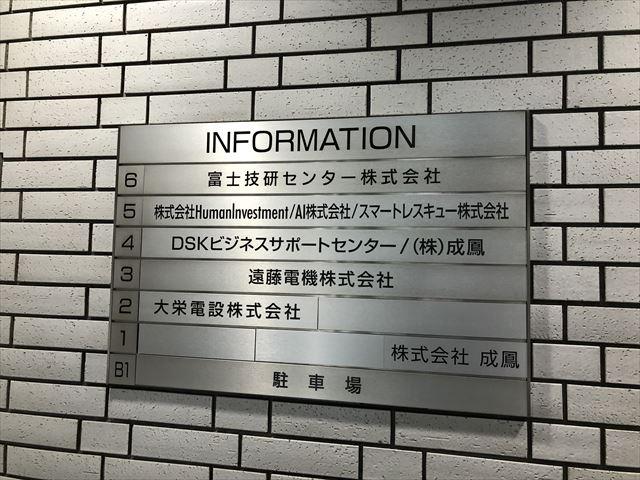 INFORMATION
6 富士技研センター株式会社
5 株式会社HumanInvestment/AI株式会社/スマートレスキュー株式会社
4 DSKビジネスサポートセンター/(株)成鳳
3 遠藤電機株式会社
2 大栄電設株式会社
1 株式会社 成鳳
B1 駐車場